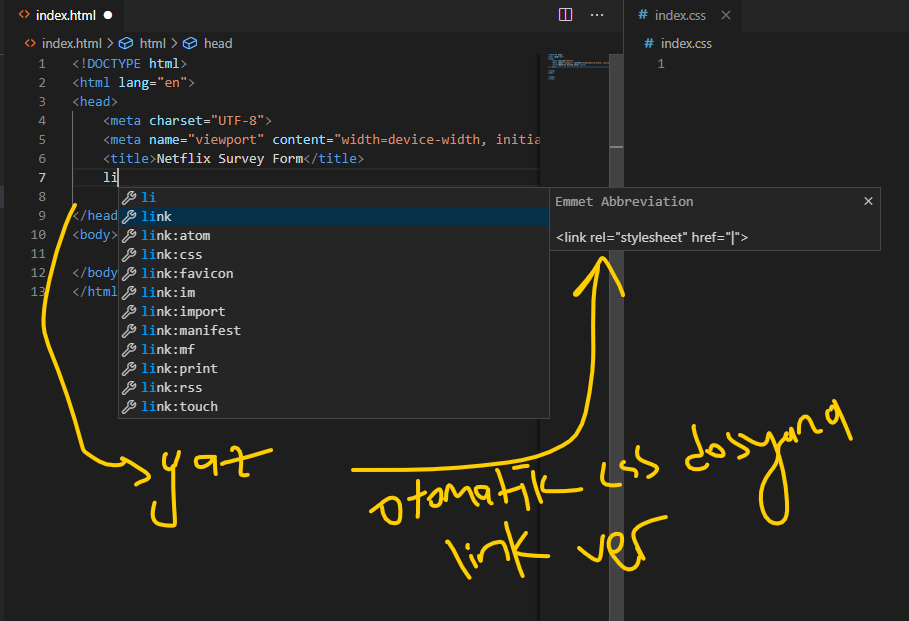 index.html
index.css
index.html > html > head
index.css
1 <!DOCTYPE html>
2 <html lang="en">
3 <head>
4 <meta charset="UTF-8">
5 <meta name="viewport" content="width=device-width, initia
6 <title>Netflix Survey Form</title>
7 li
8
9 </head
10 <body>
11
12 </body
13 </html
1
li
link
link:atom
link:css
link:favicon
link:im
link:import
link:manifest
link:mf
link:print
link:rss
link:touch
Emmet Abbreviation
<link rel="stylesheet" href="|">
yaz
otomatik css dosyana
link ver